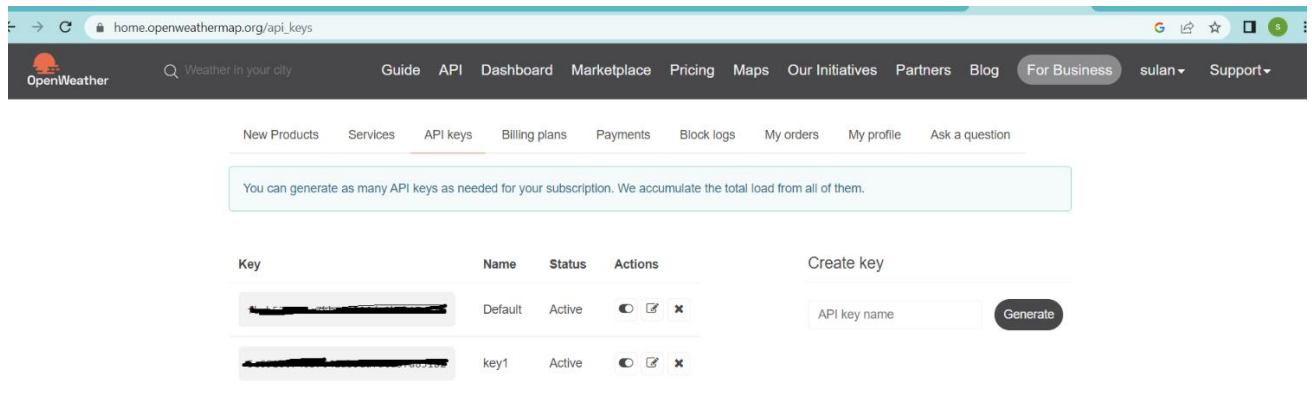 home.openweathermap.org/api_keys
OpenWeather
Weather in your city
Guide API Dashboard Marketplace Pricing Maps Our Initiatives Partners Blog For Business sulan Support
New Products Services API keys Billing plans Payments Block logs My orders My profile Ask a question
You can generate as many API keys as needed for your subscription. We accumulate the total load from all of them.
Key Name Status Actions Create key
Default Active API key name Generate
key1 Active